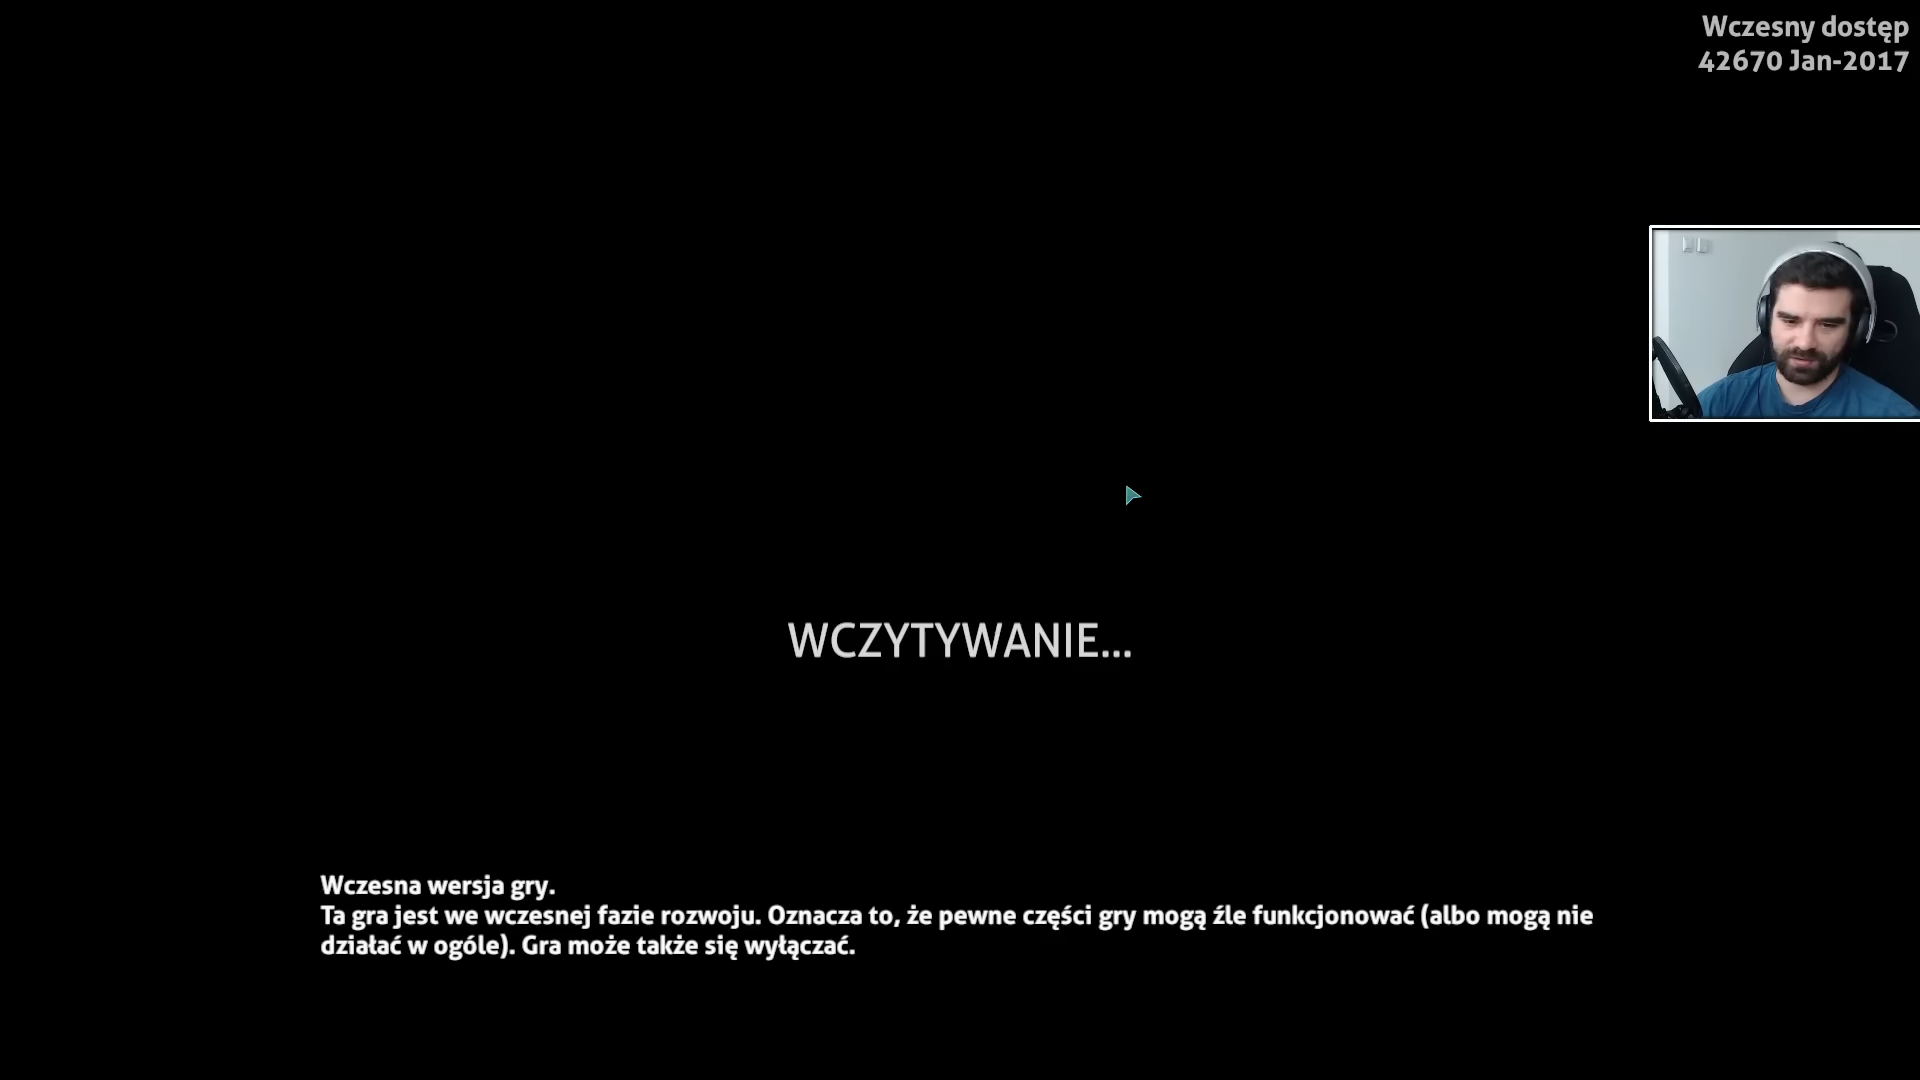 Wczesny dostęp
42670 Jan-2017
WCZYTYWANIE...
Wczesna wersja gry.
Ta gra jest we wczesnej fazie rozwoju. Oznacza to, że pewne części gry mogą źle funkcjonować (albo mogą nie
działać w ogóle). Gra może także się wyłączać.